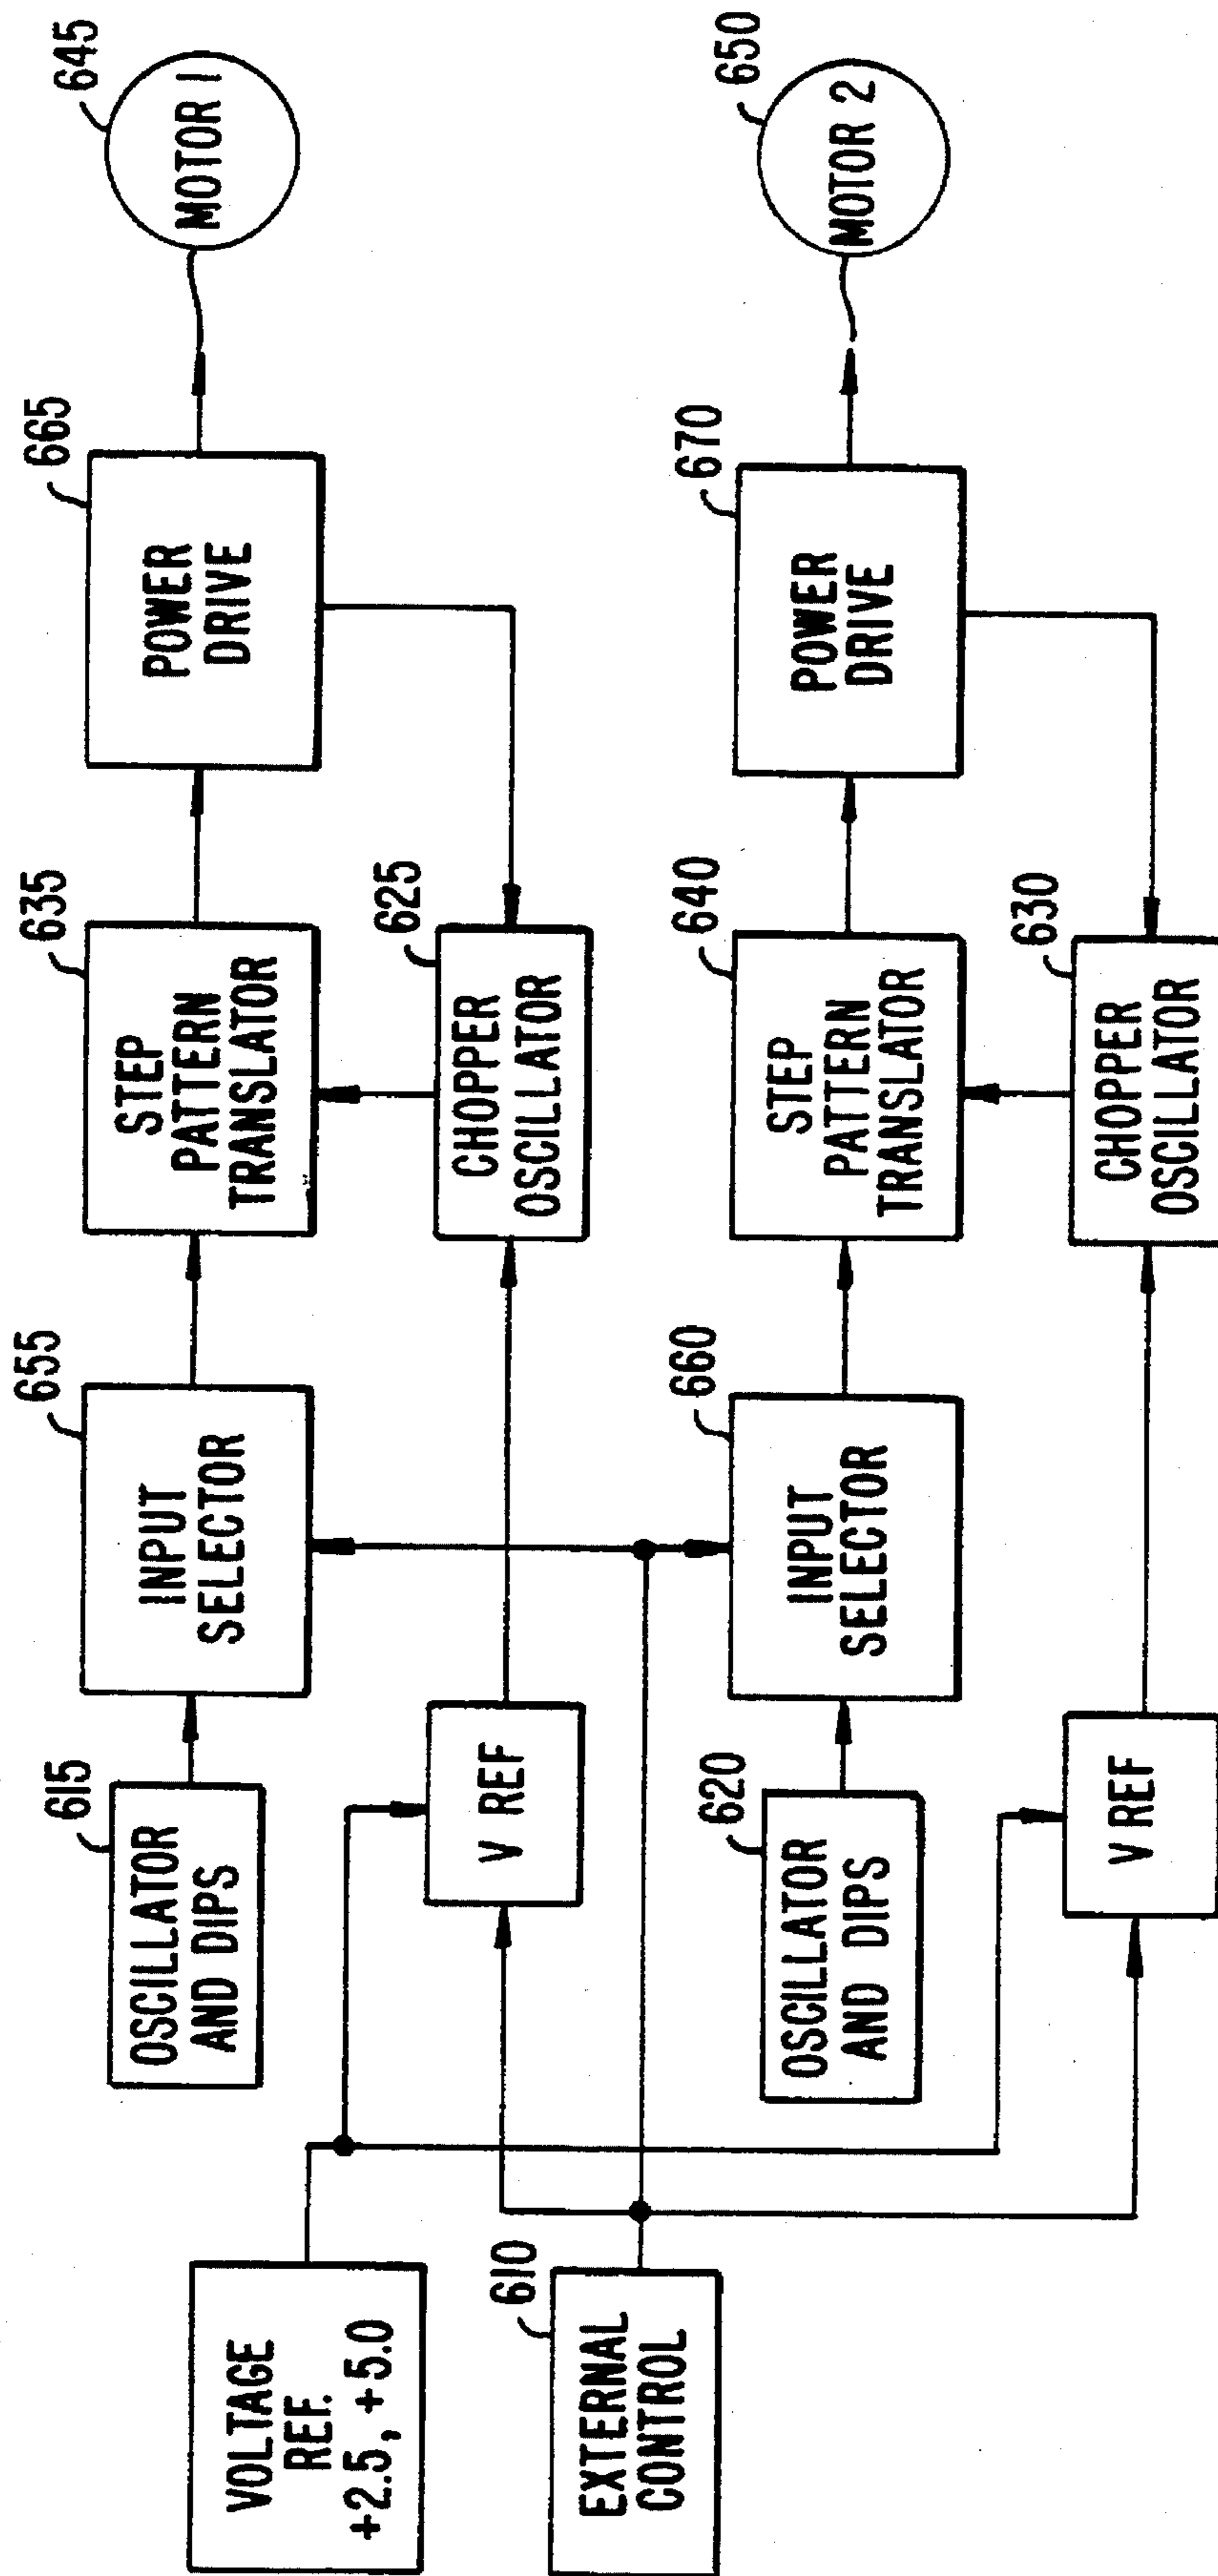 VOLTAGE
REF.
+2.5, +5.0
610
EXTERNAL
CONTROL
615
OSCILLATOR
AND DIPS
V REF
620
OSCILLATOR
AND DIPS
V REF
655
INPUT
SELECTOR
660
INPUT
SELECTOR
635
STEP
PATTERN
TRANSLATOR
625
CHOPPER
OSCILLATOR
640
STEP
PATTERN
TRANSLATOR
630
CHOPPER
OSCILLATOR
665
POWER
DRIVE
670
POWER
DRIVE
645
MOTOR 1
650
MOTOR 2